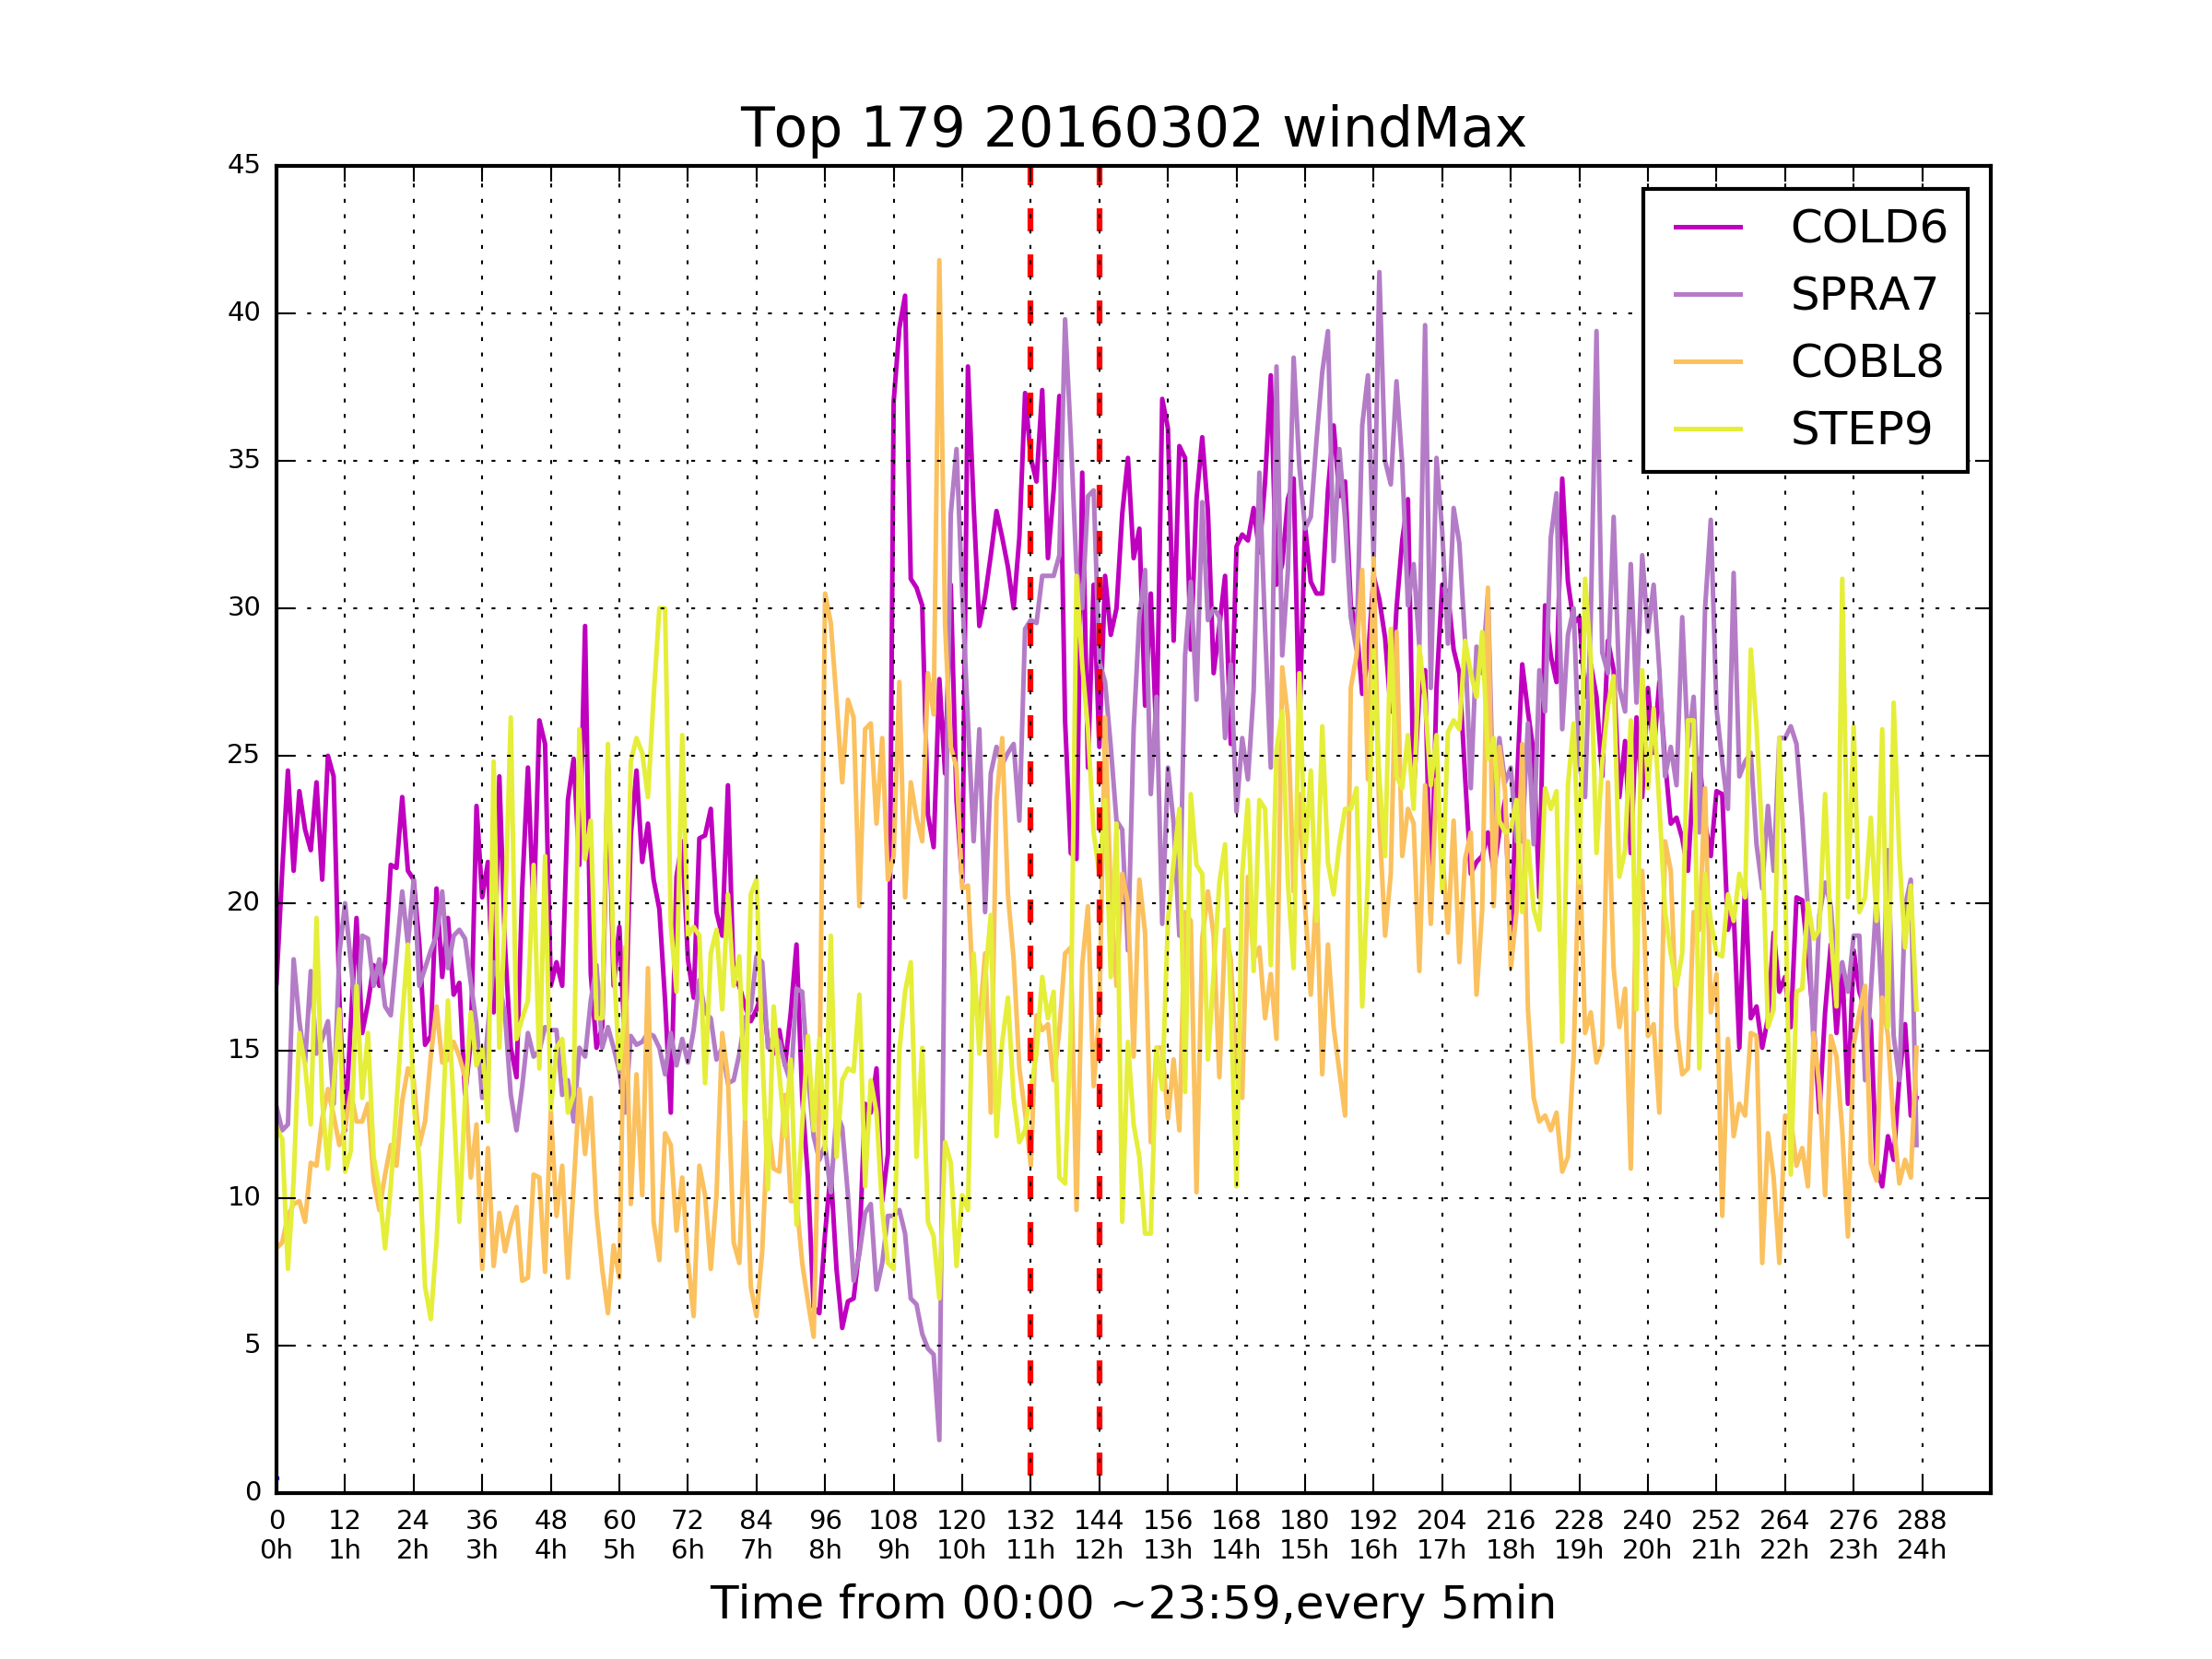 Top 179 20160302 windMax
45
40
35
30
25
20
15
10
5
0
COLD6
SPRA7
COBL8
STEP9
0 12 24 36 48 60 72 84 96 108 120 132 144 156 168 180 192 204 216 228 240 252 264 276 288
0h 1h 2h 3h 4h 5h 6h 7h 8h 9h 10h 11h 12h 13h 14h 15h 16h 17h 18h 19h 20h 21h 22h 23h 24h
Time from 00:00 ~23:59,every 5min